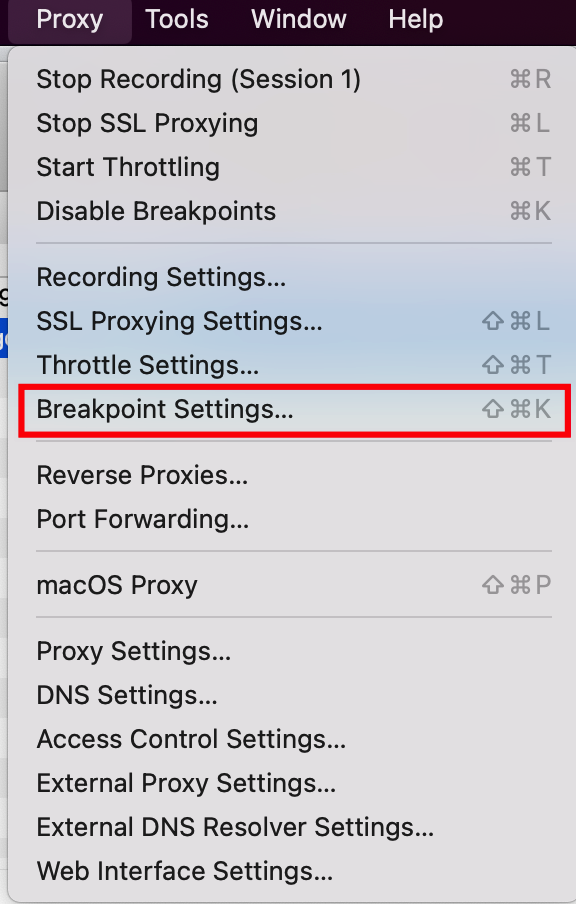 Proxy Tools Window Help
Stop Recording (Session 1) ⌘R
Stop SSL Proxying ⌘L
Start Throttling ⌘T
Disable Breakpoints ⌘K
Recording Settings...
SSL Proxying Settings... ⇧⌘L
Throttle Settings... ⇧⌘T
Breakpoint Settings... ⇧⌘K
Reverse Proxies...
Port Forwarding...
macOS Proxy ⇧⌘P
Proxy Settings...
DNS Settings...
Access Control Settings...
External Proxy Settings...
External DNS Resolver Settings...
Web Interface Settings...